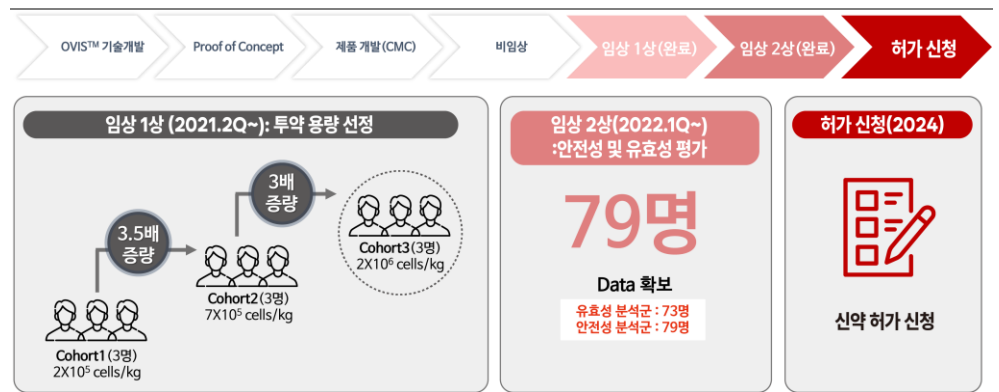 OVIS™ 기술개발
Proof of Concept
제품 개발(CMC)
비임상
임상 1상(완료)
임상 2상(완료)
허가 신청
임상 1상 (2021.2Q~): 투약 용량 선정
3.5배
증량
3배
증량
Cohort1 (3명)
2X10⁵ cells/kg
Cohort2 (3명)
7X10⁵ cells/kg
Cohort3 (3명)
2X10⁶ cells/kg
임상 2상(2022.1Q~)
:안전성 및 유효성 평가
79명
Data 확보
유효성 분석군 : 73명
안전성 분석군 : 79명
허가 신청(2024)
신약 허가 신청